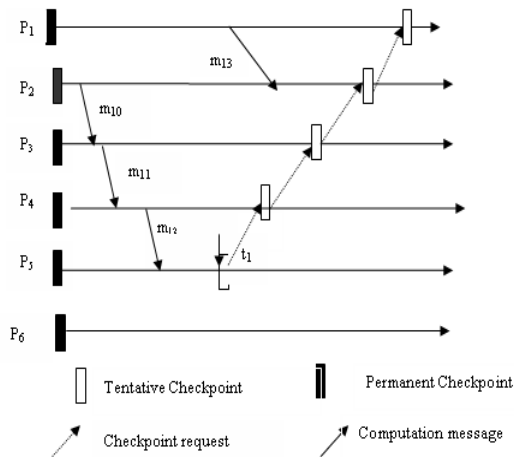 P1
m13
P2
m10
P3
m11
P4
m12
t1
P5
P6
Tentative Checkpoint
Permanent Checkpoint
Checkpoint request
Computation message